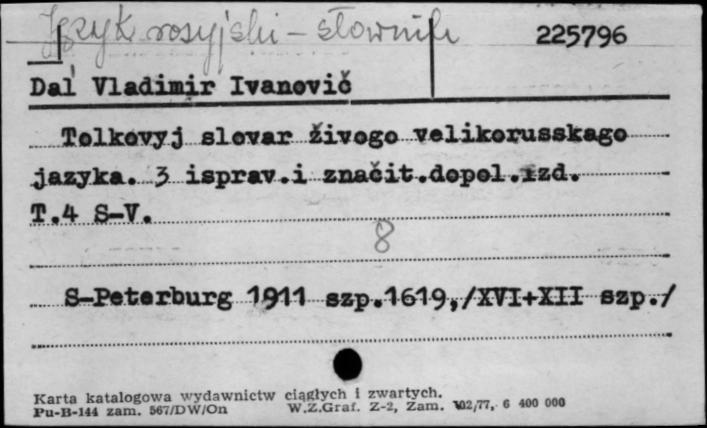 Język rosyjski - słownik 225796
Dal Vladimir Ivanovič
Tolkovyj slovar živogo velikorusskago
jazyka. 3 isprav.i značit.dopol.izd.
T.4 S-V.
8
S-Peterburg 1911 szp.1619,/XVI+XII szp./
Karta katalogowa wydawnictw ciągłych i zwartych.
Pu-B-144 zam. 567/DW/On W.Z.Graf. Z-2, Zam. 102/77, 6 400 000